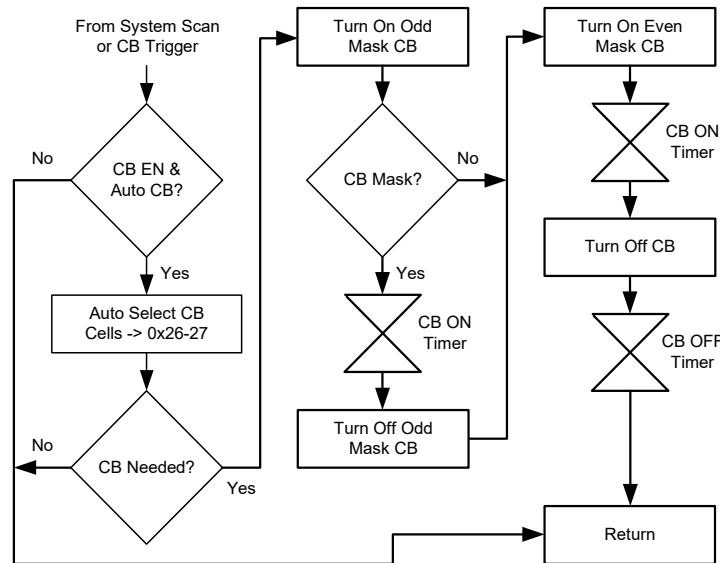 From System Scan
or CB Trigger
No
CB EN &
Auto CB?
Yes
Auto Select CB
Cells -> 0x26-27
No
CB Needed?
Yes
Turn On Odd
Mask CB
CB Mask?
No
Yes
CB ON
Timer
Turn Off Odd
Mask CB
Turn On Even
Mask CB
CB ON
Timer
Turn Off CB
CB OFF
Timer
Return